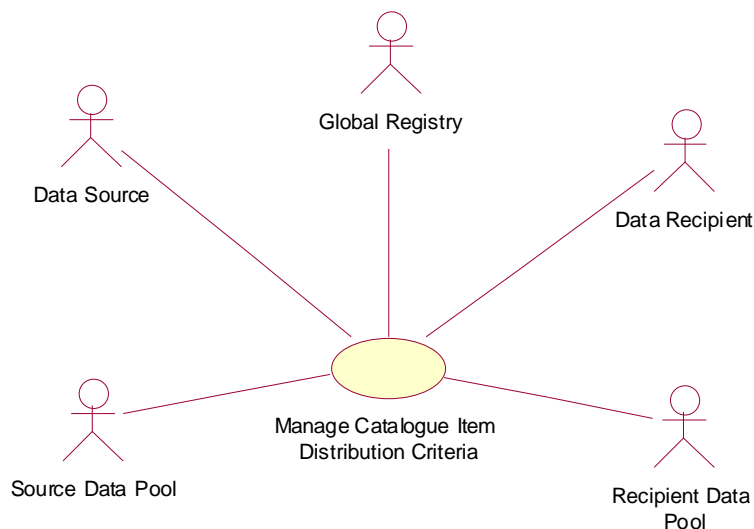 Global Registry
Data Source
Data Recipient
Manage Catalogue Item
Distribution Criteria
Source Data Pool
Recipient Data
Pool